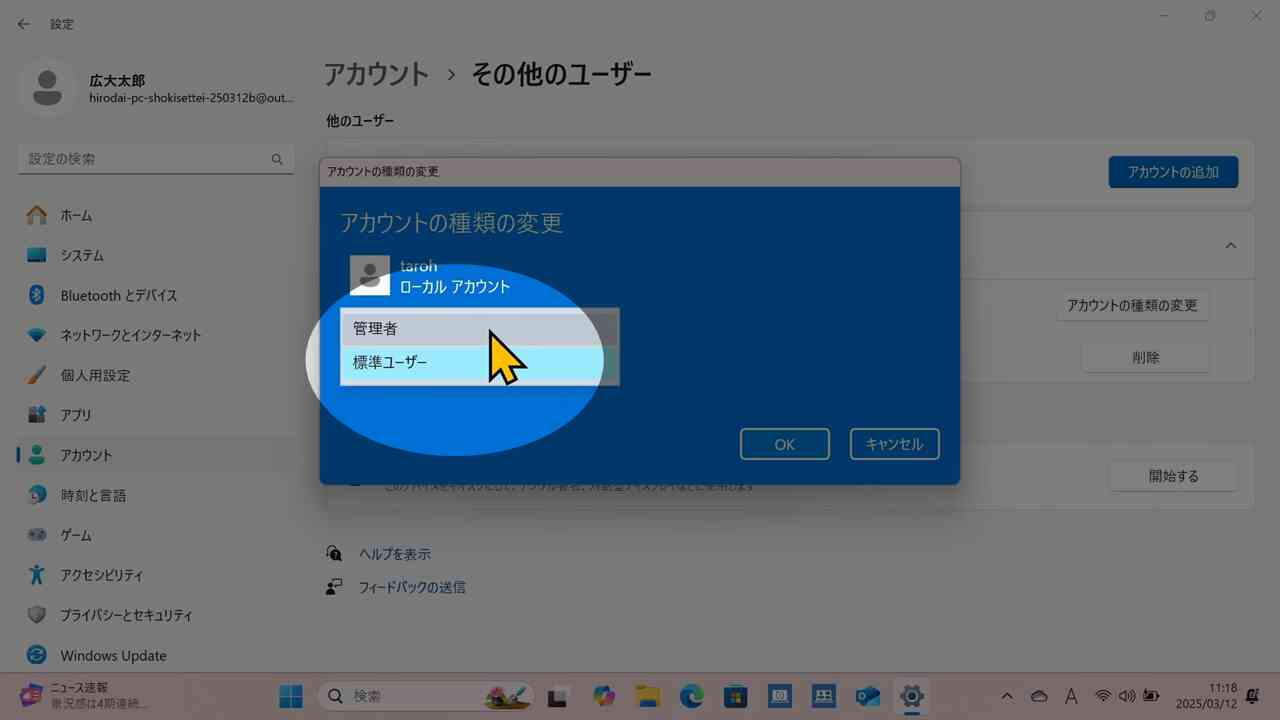 設定
広大太郎
hirodai-pc-shokisettei-250312b@out...
設定の検索
ホーム
システム
Bluetooth とデバイス
ネットワークとインターネット
個人用設定
アプリ
アカウント
時刻と言語
ゲーム
アクセシビリティ
プライバシーとセキュリティ
Windows Update
アカウント › その他のユーザー
他のユーザー
アカウントの追加
アカウントの種類の変更
削除
開始する
アカウントの種類の変更
アカウントの種類の変更
taroh
ローカル アカウント
管理者
標準ユーザー
OK
キャンセル
ヘルプを表示
フィードバックの送信
ニュース速報
景況感は4期連続...
検索
A
11:18
2025/03/12